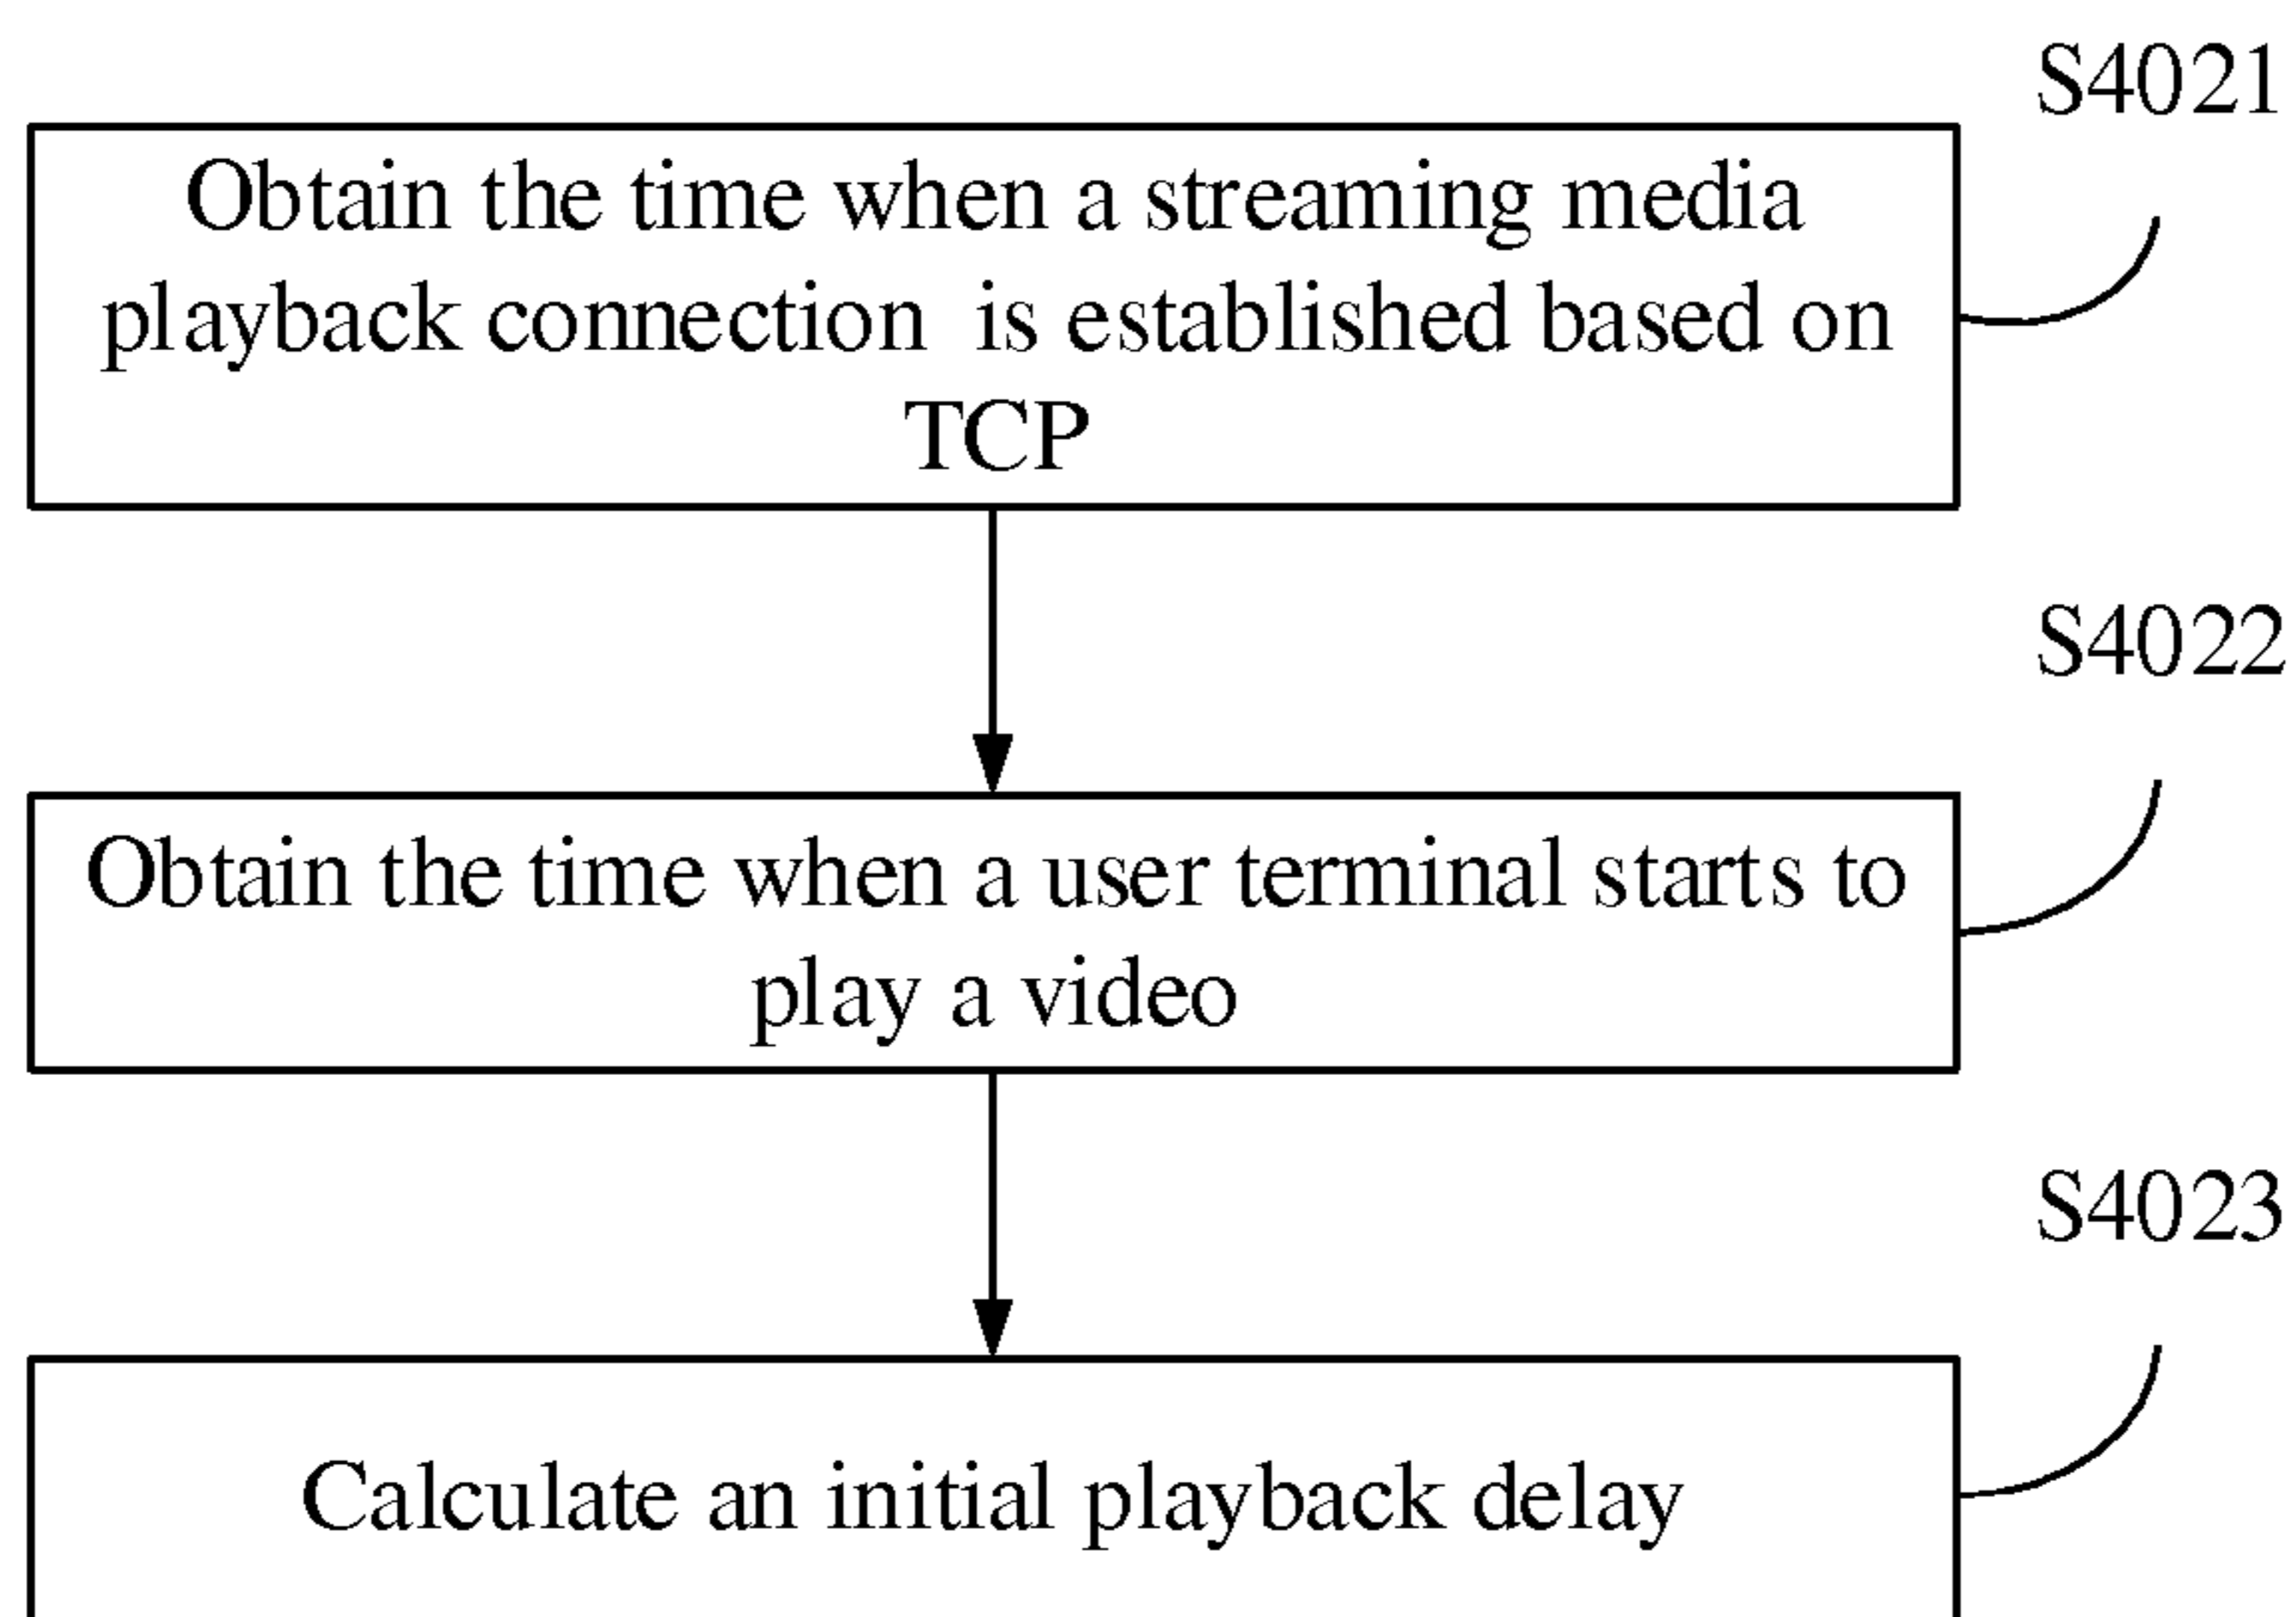 S4021
Obtain the time when a streaming media
playback connection is established based on
TCP
S4022
Obtain the time when a user terminal starts to
play a video
S4023
Calculate an initial playback delay